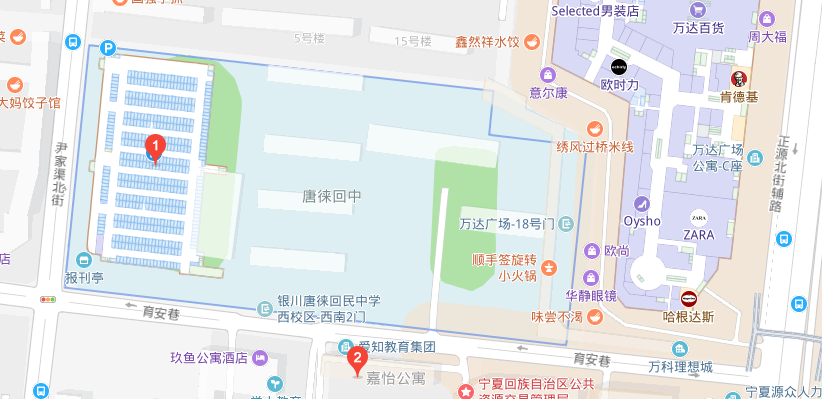 Selected男装店
万达百货
周大福
5号楼
15号楼
鑫然祥水饺
P
意尔康
欧时力
肯德基
大妈饺子馆
1
绣风过桥米线
万达广场
公寓-C座
正源北街辅路
尹家渠北街
唐徕回中
万达广场-18号门
Oysho
ZARA
ZARA
欧尚
顺手签旋转
小火锅
华静眼镜
店
报刊亭
银川唐徕回民中学
西校区-西南2门
育安巷
味尝不渴
哈根达斯
爱知教育集团
玖鱼公寓酒店
2
嘉怡公寓
育安巷
万科理想城
宁夏回族自治区公共
资源交易管理局
宁夏源众人力